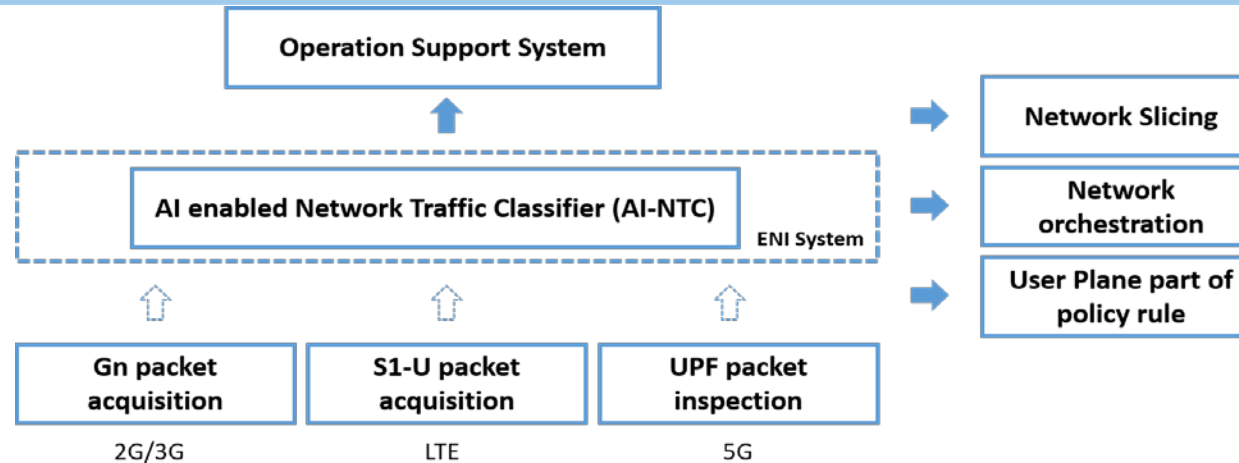 Operation Support System
Network Slicing
AI enabled Network Traffic Classifier (AI-NTC)
ENI System
Network
orchestration
User Plane part of
policy rule
Gn packet
acquisition
S1-U packet
acquisition
UPF packet
inspection
2G/3G
LTE
5G